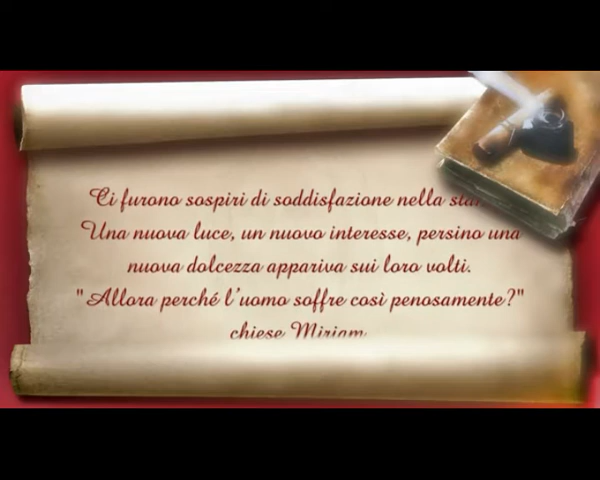 Ci furono sospiri di soddisfazione nella
Una nuova luce, un nuovo interesse, persino una
nuova dolcezza appariva sui loro volti.
"Allora perché l'uomo soffre così penosamente?"
chiese Miriam